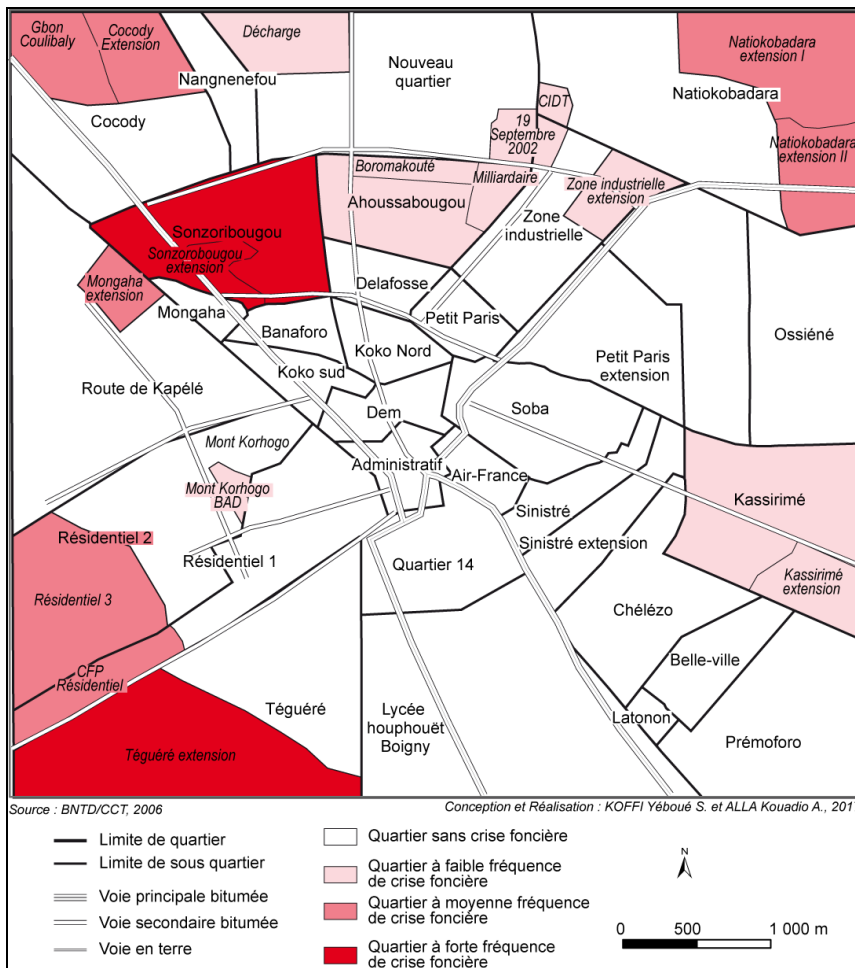 Gbon
Coulibaly
Cocody
Extension
Décharge
Nangnenefou
Nouveau
quartier
Natiokobadara
extension I
Natiokobadara
CIDT
19
Septembre
2002
Cocody
Natiokobadara
extension II
Boromakouté
Milliardaire
Zone industrielle
extension
Ahoussabougou
Zone
industrielle
Sonzoribougou
Sonzorobougou
extension
Mongaha
extension
Delafosse
Mongaha
Petit Paris
Banaforo
Koko Nord
Ossiéné
Petit Paris
extension
Koko sud
Route de Kapélé
Soba
Dem
Mont Korhogo
Administratif
Air-France
Mont Korhogo
BAD
Kassirimé
Sinistré
Résidentiel 2
Sinistré extension
Résidentiel 1
Quartier 14
Kassirimé
extension
Résidentiel 3
Chélézo
Belle-ville
CFP
Résidentiel
Téguéré
Lycée
houphouët
Boigny
Latonon
Prémoforo
Téguéré extension
Source : BNTD/CCT, 2006
Conception et Réalisation : KOFFI Yéboué S. et ALLA Kouadio A., 201
Limite de quartier
Limite de sous quartier
Voie principale bitumée
Voie secondaire bitumée
Voie en terre
Quartier sans crise foncière
Quartier à faible fréquence
de crise foncière
Quartier à moyenne fréquence
de crise foncière
Quartier à forte fréquence
de crise foncière
N
0 500 1 000 m